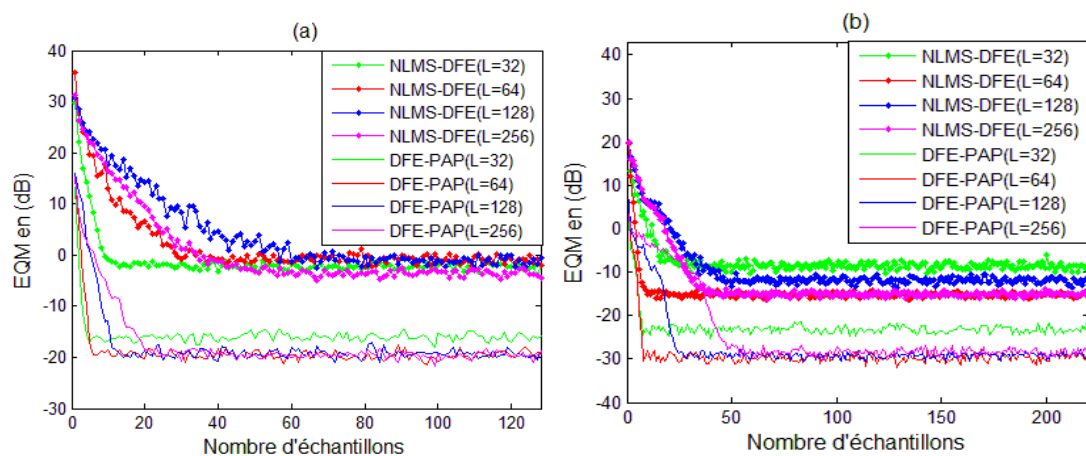 (a)
EQM en (dB)
40
30
20
10
0
-10
-20
-30
0
20
40
60
80
100
120
Nombre d'échantillons
NLMS-DFE(L=32)
NLMS-DFE(L=64)
NLMS-DFE(L=128)
NLMS-DFE(L=256)
DFE-PAP(L=32)
DFE-PAP(L=64)
DFE-PAP(L=128)
DFE-PAP(L=256)
(b)
EQM en (dB)
40
30
20
10
0
-10
-20
-30
-40
0
50
100
150
200
Nombre d'échantillons
NLMS-DFE(L=32)
NLMS-DFE(L=64)
NLMS-DFE(L=128)
NLMS-DFE(L=256)
DFE-PAP(L=32)
DFE-PAP(L=64)
DFE-PAP(L=128)
DFE-PAP(L=256)